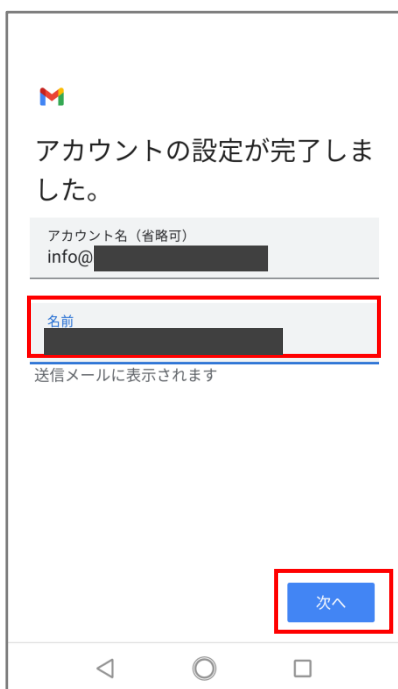 アカウントの設定が完了しま
した。
アカウント名（省略可）
info@
名前
送信メールに表示されます
次へ